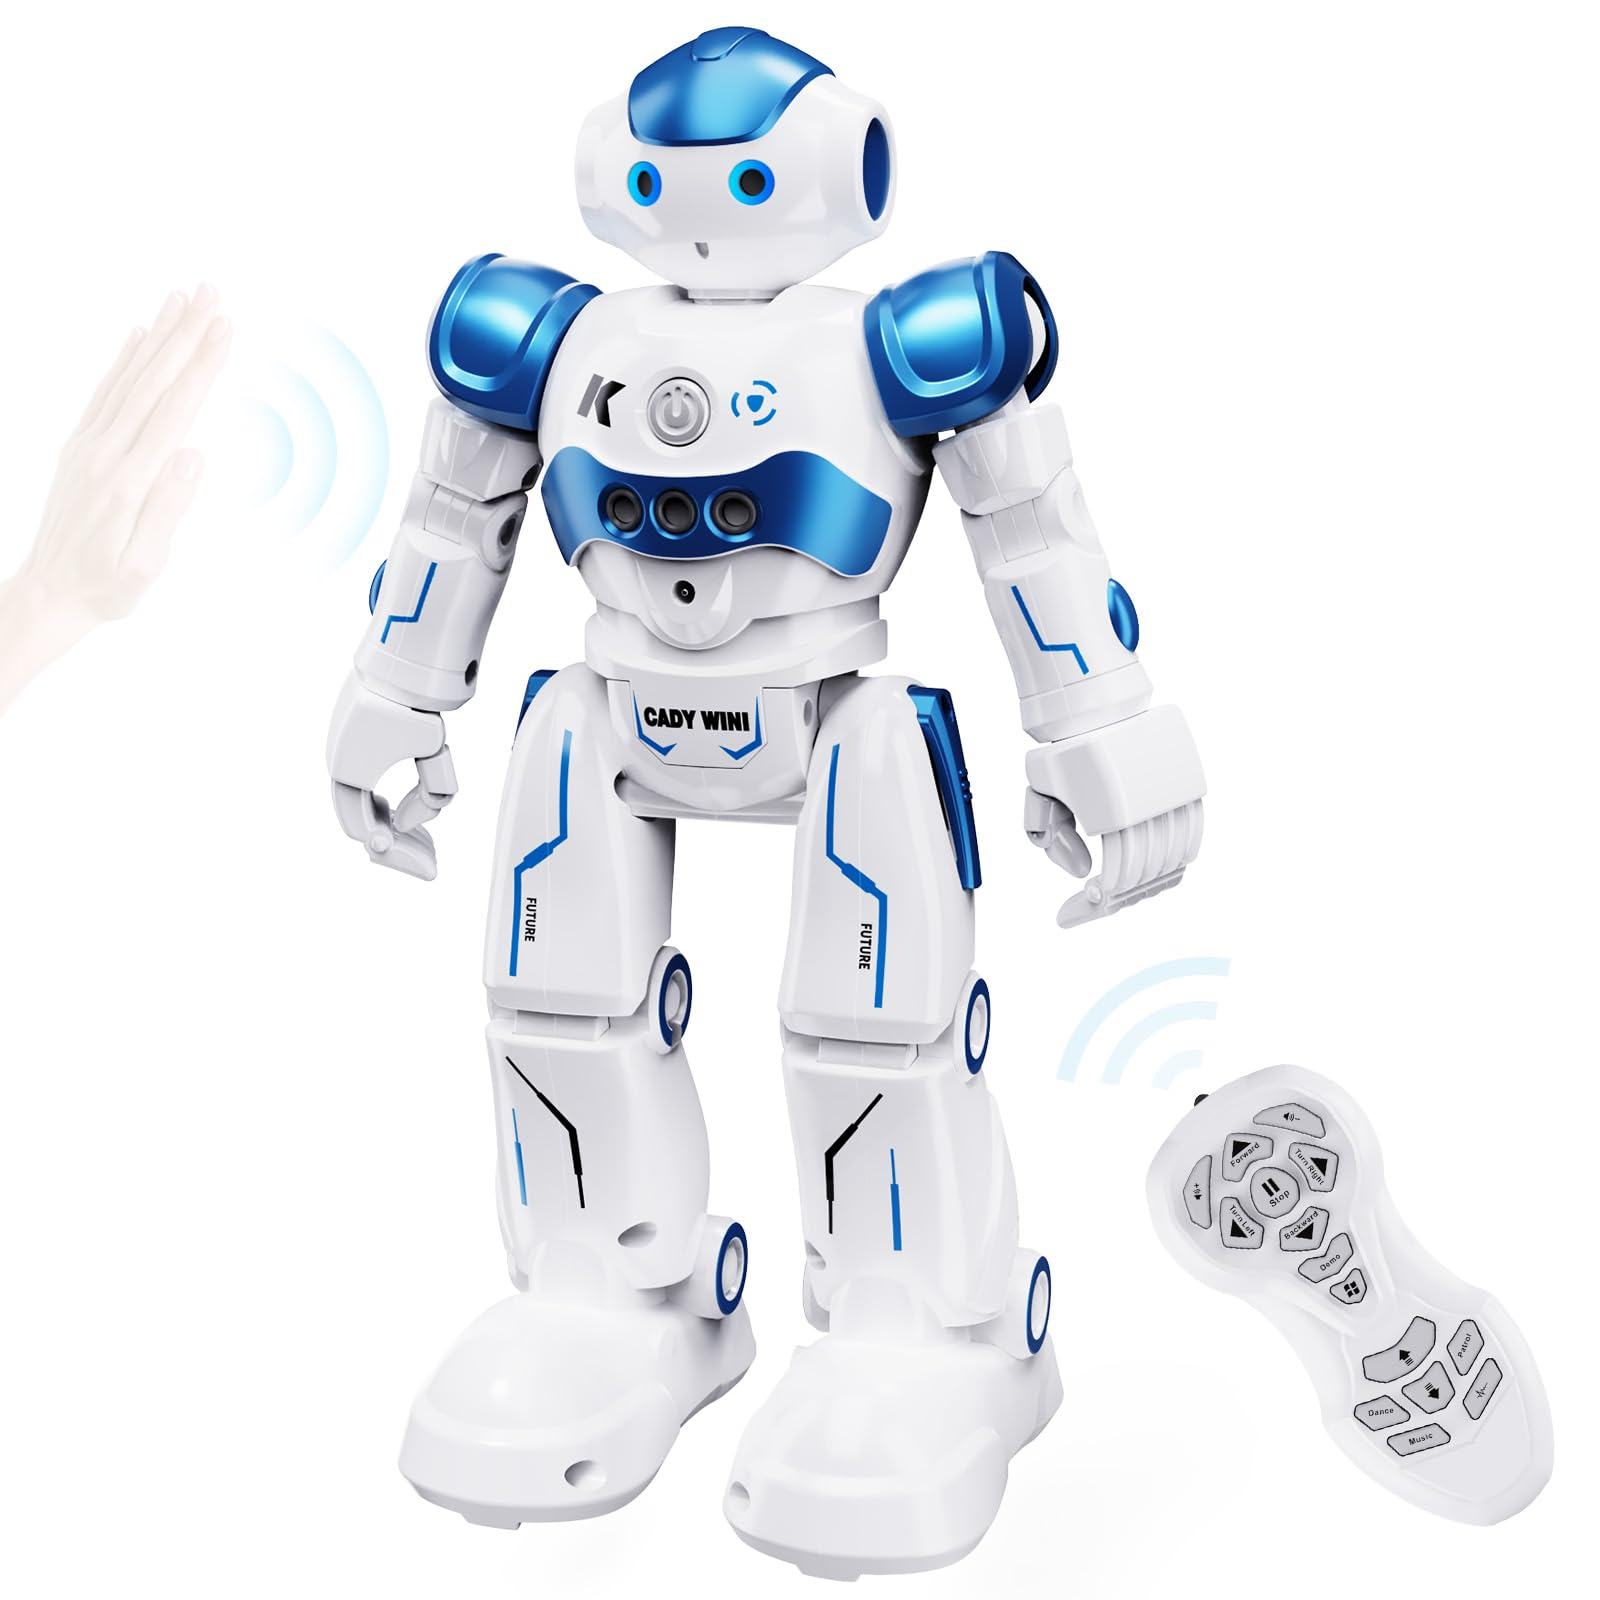 K
CADY WINI
FUTURE
FUTURE
Forward
Turn Right
Stop
Turn Left
Backward
Demo
Patrol
Dance
Music